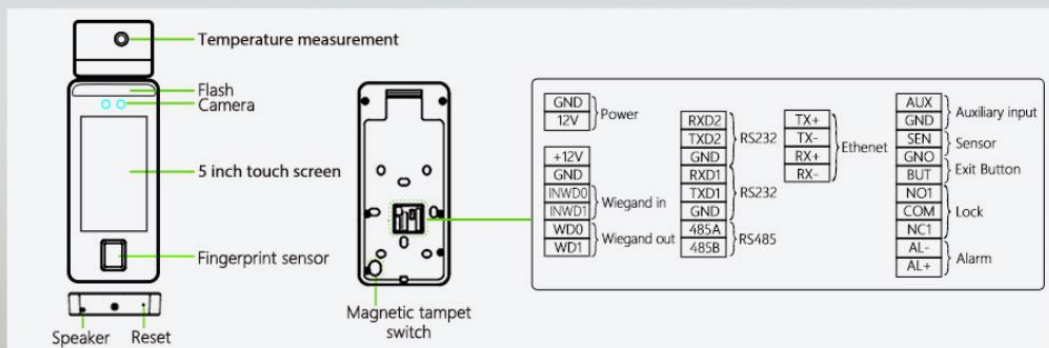 Temperature measurement
Flash
Camera
5 inch touch screen
Fingerprint sensor
Speaker
Reset
Magnetic tampet
switch
GND
12V
Power
+12V
GND
INWD0
INWD1
Wiegand in
WD0
WD1
Wiegand out
RXD2
TXD2
GND
RS232
RXD1
TXD1
GND
RS232
485A
485B
RS485
TX+
TX-
RX+
RX-
Ethenet
AUX
GND
Auxiliary input
SEN
Sensor
GNO
BUT
Exit Button
NO1
COM
NC1
Lock
AL-
AL+
Alarm